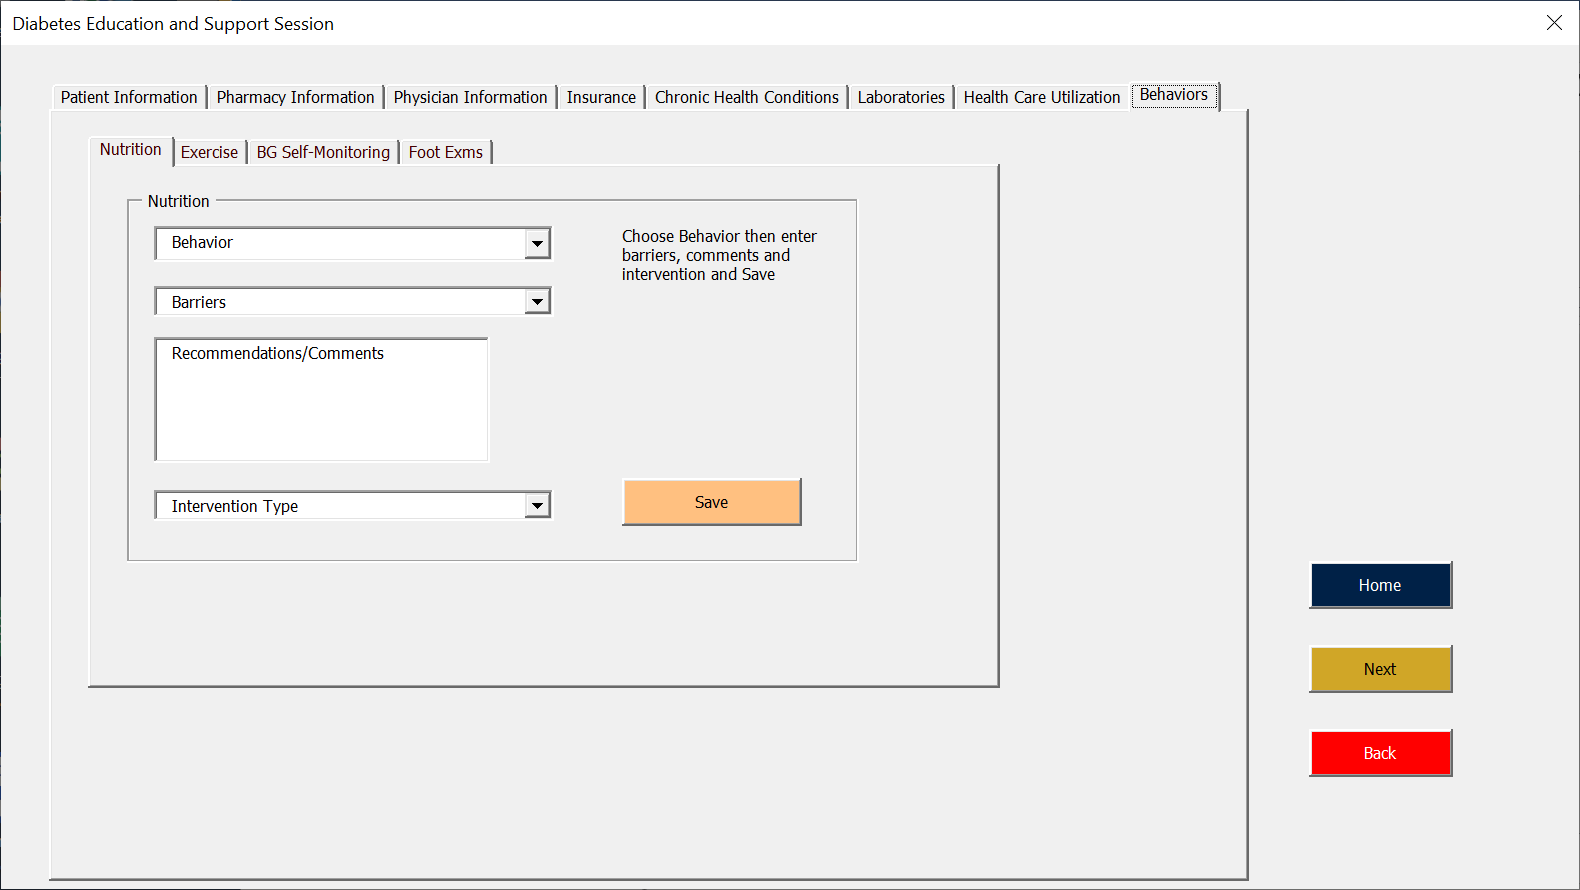 Diabetes Education and Support Session
Patient Information Pharmacy Information Physician Information Insurance Chronic Health Conditions Laboratories Health Care Utilization Behaviors
Nutrition Exercise BG Self-Monitoring Foot Exms
Nutrition
Behavior
Choose Behavior then enter
barriers, comments and
intervention and Save
Barriers
Recommendations/Comments
Intervention Type
Save
Home
Next
Back